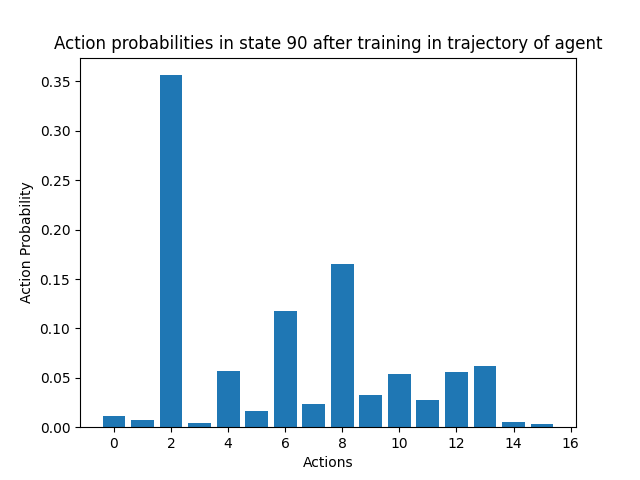 Action probabilities in state 90 after training in trajectory of agent
0.35
0.30
0.25
0.20
0.15
0.10
0.05
0.00
Action Probability
0 2 4 6 8 10 12 14 16
Actions